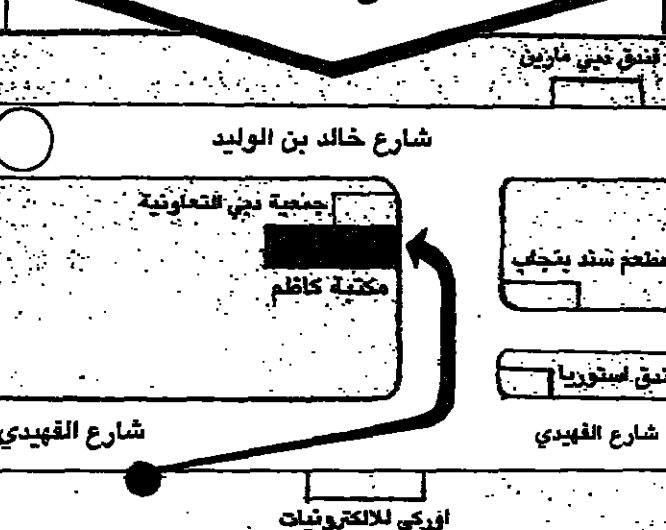 فندق دبي مارين
شارع خالد بن الوليد
جمعية دبي التعاونية
مكتبة كاظم
مطعم سند بنجاب
فندق استوريا
شارع الفهيدي
شارع الفهيدي
اوركي للالكترونيات